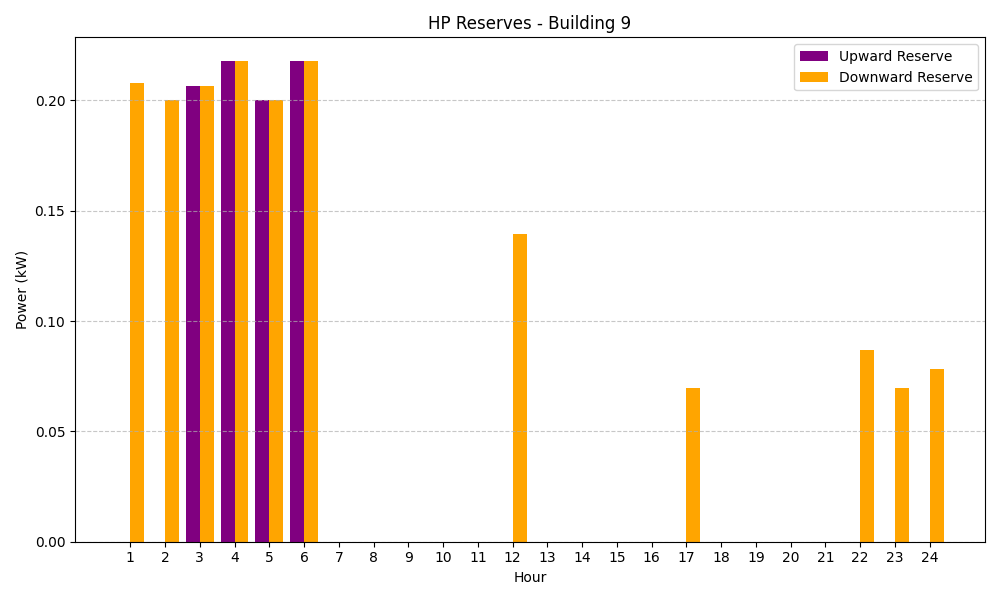 HP Reserves - Building 9
Upward Reserve
Downward Reserve
Power (kW)
0.20
0.15
0.10
0.05
0.00
1 2 3 4 5 6 7 8 9 10 11 12 13 14 15 16 17 18 19 20 21 22 23 24
Hour